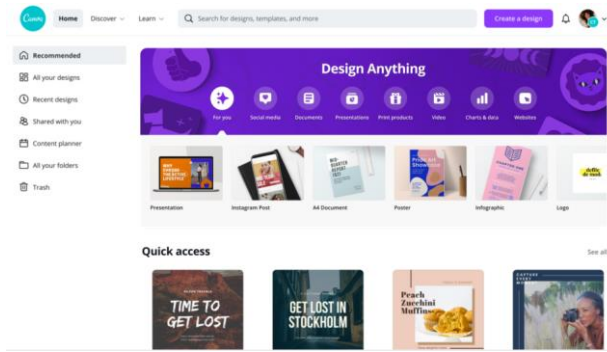 Canva
Home
Discover
Learn
Search for designs, templates, and more
Create a design
Recommended
All your designs
Recent designs
Shared with you
Content planner
All your folders
Trash
Design Anything
For you
Social media
Documents
Presentations
Print products
Video
Charts & data
Websites
Presentation
Instagram Post
A4 Document
Poster
Infographic
Logo
Quick access
See all
TIME TO
GET LOST
GET LOST IN
STOCKHOLM
Peach
Zucchini
Muffins
CAPTURE
EVERY